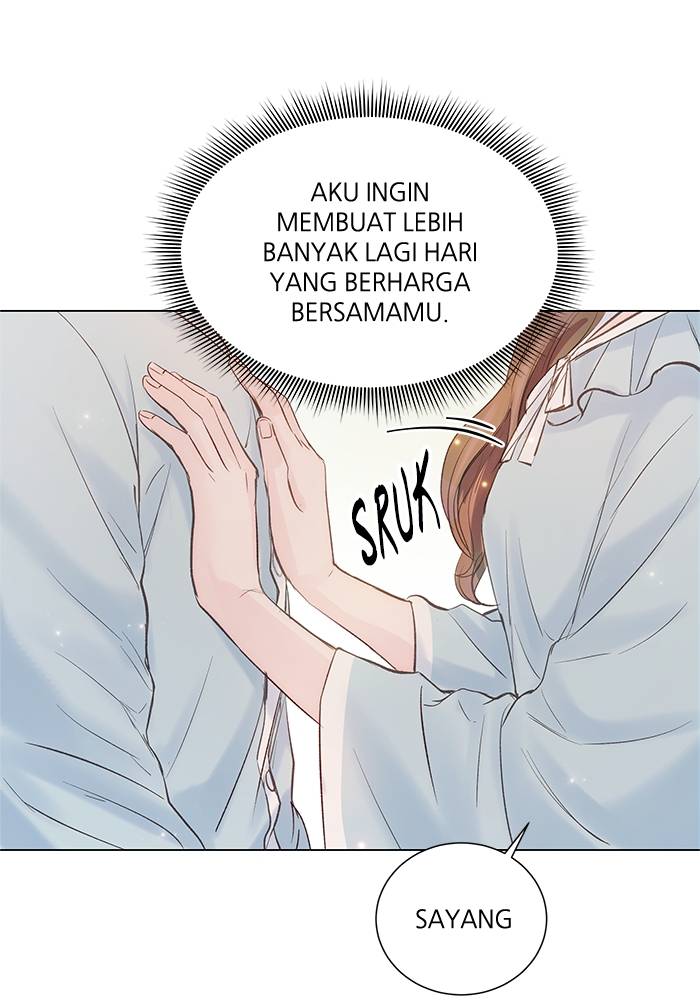 AKU INGIN
MEMBUAT LEBIH
BANYAK LAGI HARI
YANG BERHARGA
BERSAMAMU.
SRUK
SAYANG